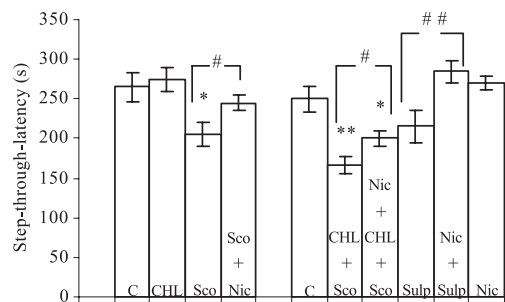 Step-through-latency (s)
350
300
250
200
150
100
50
0
#
*
# #
#
**
*
C
CHL
Sco
Sco
+
Nic
C
CHL
+
Sco
Nic
+
CHL
+
Sco
Sulp
Nic
+
Sulp
Nic